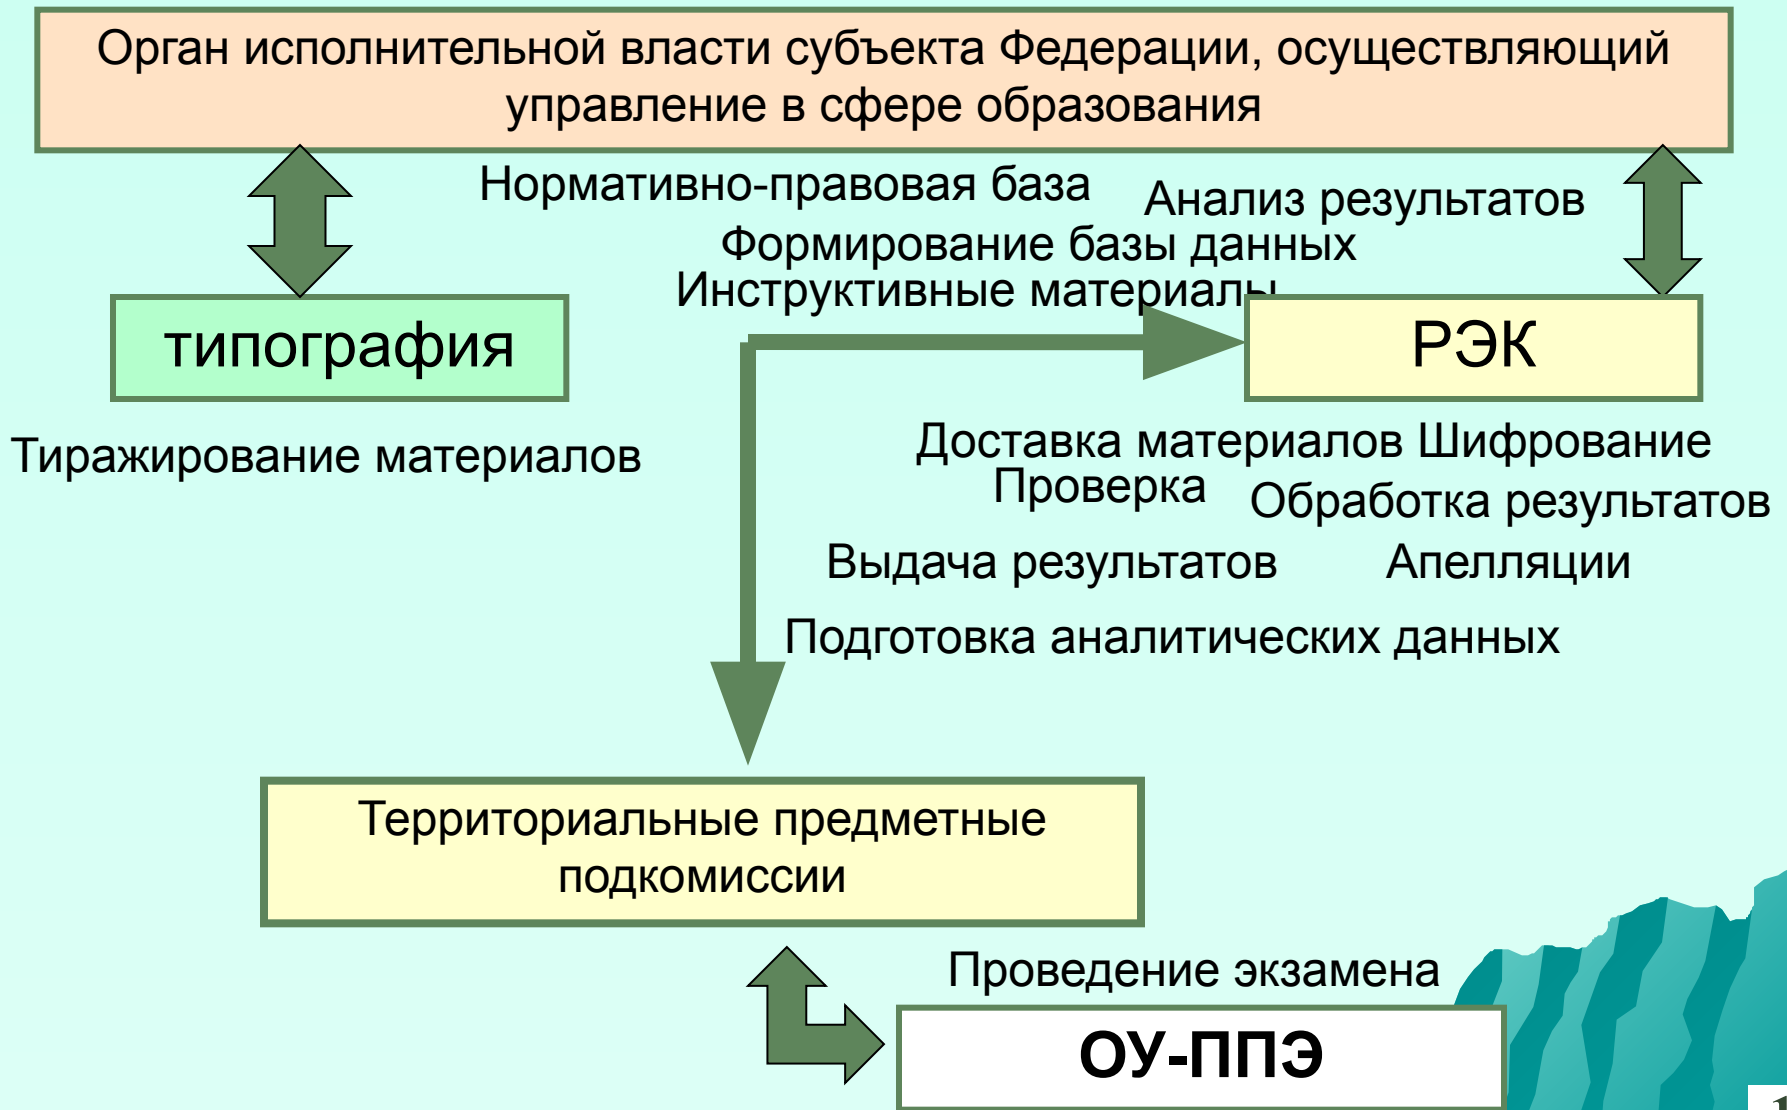 Орган исполнительной власти субъекта Федерации, осуществляющий
управление в сфере образования
Нормативно-правовая база
Анализ результатов
Формирование базы данных
Инструктивные материалы
типография
РЭК
Тиражирование материалов
Доставка материалов Шифрование
Проверка
Обработка результатов
Выдача результатов
Апелляции
Подготовка аналитических данных
Территориальные предметные
подкомиссии
Проведение экзамена
ОУ-ППЭ